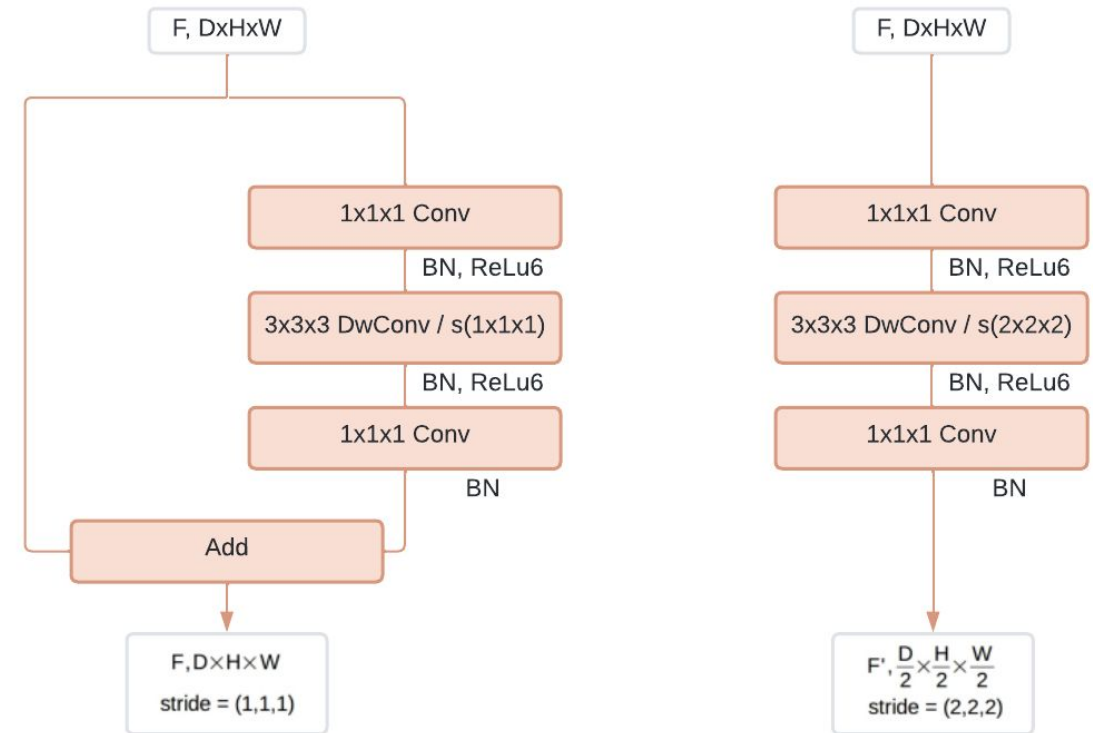 F, DxHxW
1x1x1 Conv
BN, ReLu6
3x3x3 DwConv / s(1x1x1)
BN, ReLu6
1x1x1 Conv
BN
Add
F,D×H×W
stride = (1,1,1)
F, DxHxW
1x1x1 Conv
BN, ReLu6
3x3x3 DwConv / s(2x2x2)
BN, ReLu6
1x1x1 Conv
BN
F', D/2 × H/2 × W/2
stride = (2,2,2)